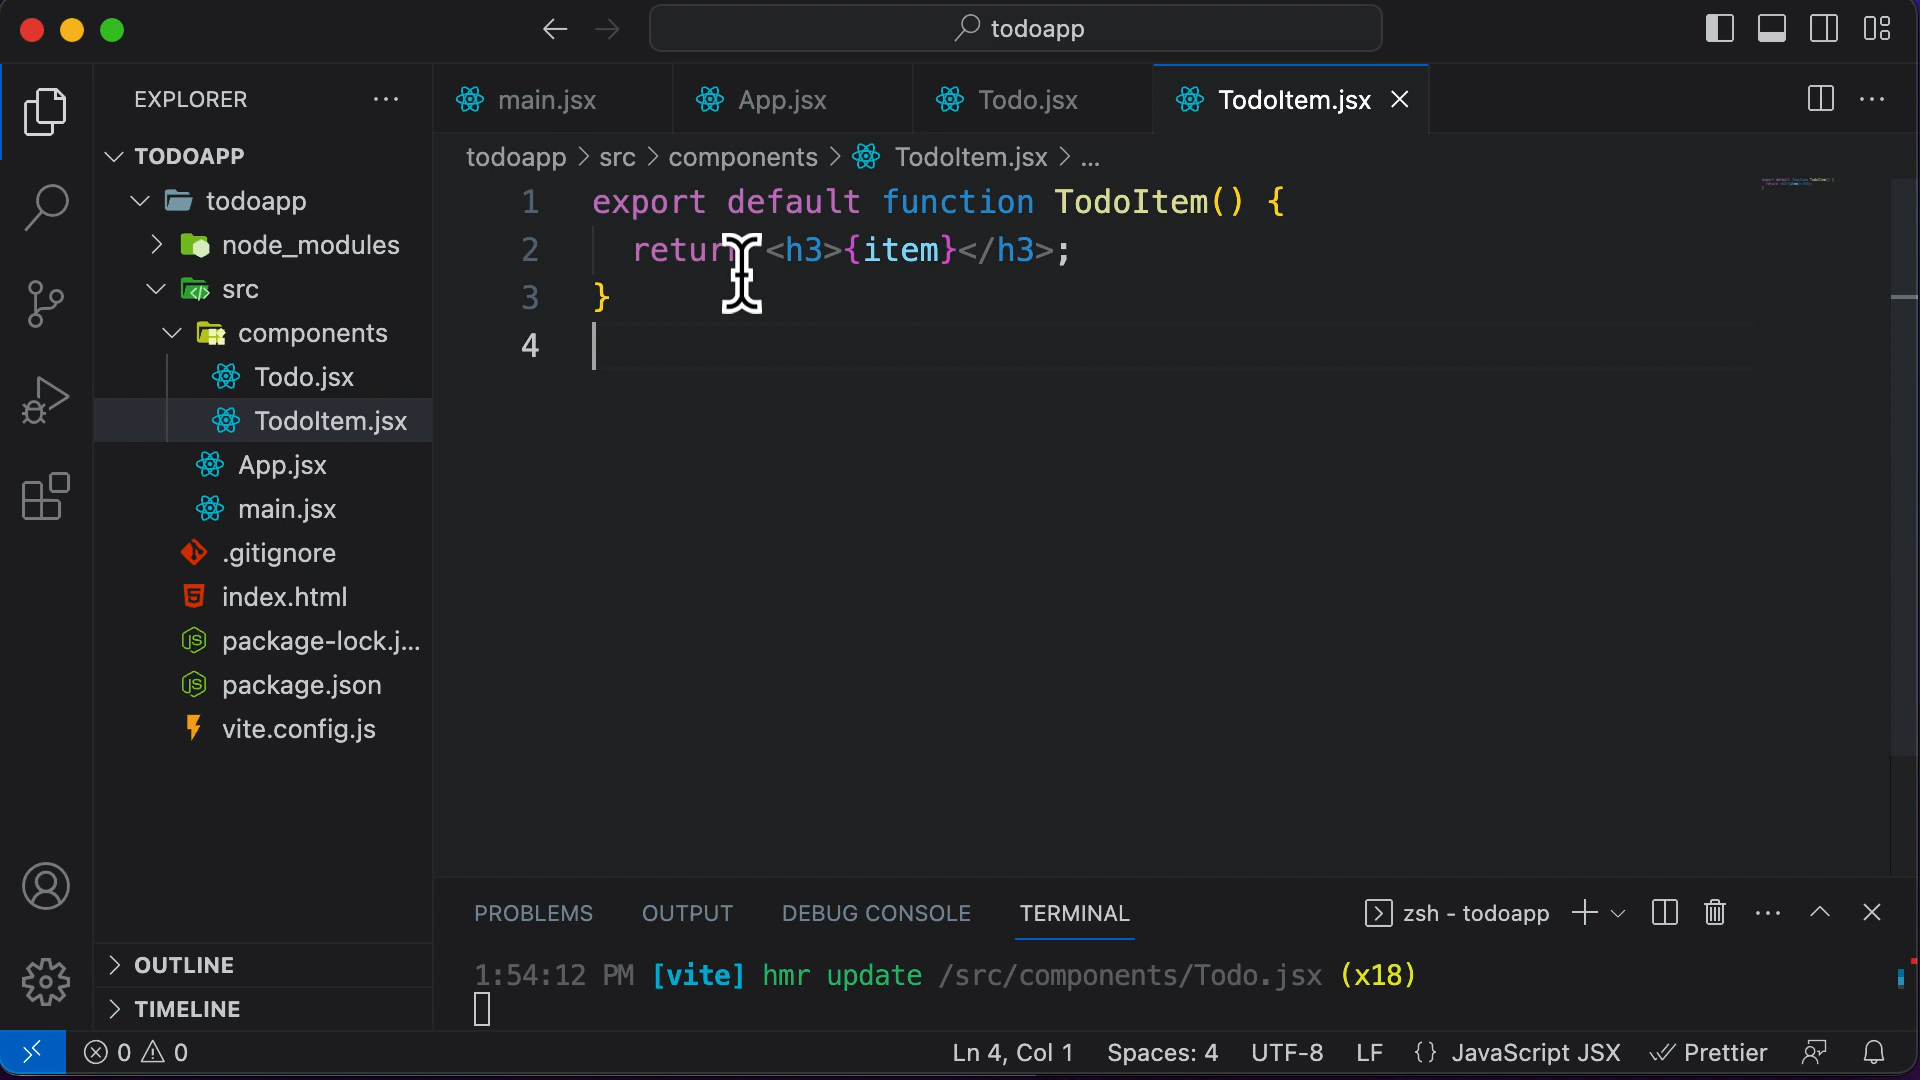 todoapp
EXPLORER
main.jsx
App.jsx
Todo.jsx
TodoItem.jsx
TODOAPP
todoapp > src > components > TodoItem.jsx > ...
todoapp
node_modules
src
components
Todo.jsx
TodoItem.jsx
App.jsx
main.jsx
.gitignore
index.html
package-lock.j...
package.json
vite.config.js
OUTLINE
TIMELINE
1 export default function TodoItem() {
2 return <h3>{item}</h3>;
3 }
4
PROBLEMS OUTPUT DEBUG CONSOLE TERMINAL
zsh - todoapp
1:54:12 PM [vite] hmr update /src/components/Todo.jsx (x18)
0 0
Ln 4, Col 1 Spaces: 4 UTF-8 LF {} JavaScript JSX Prettier